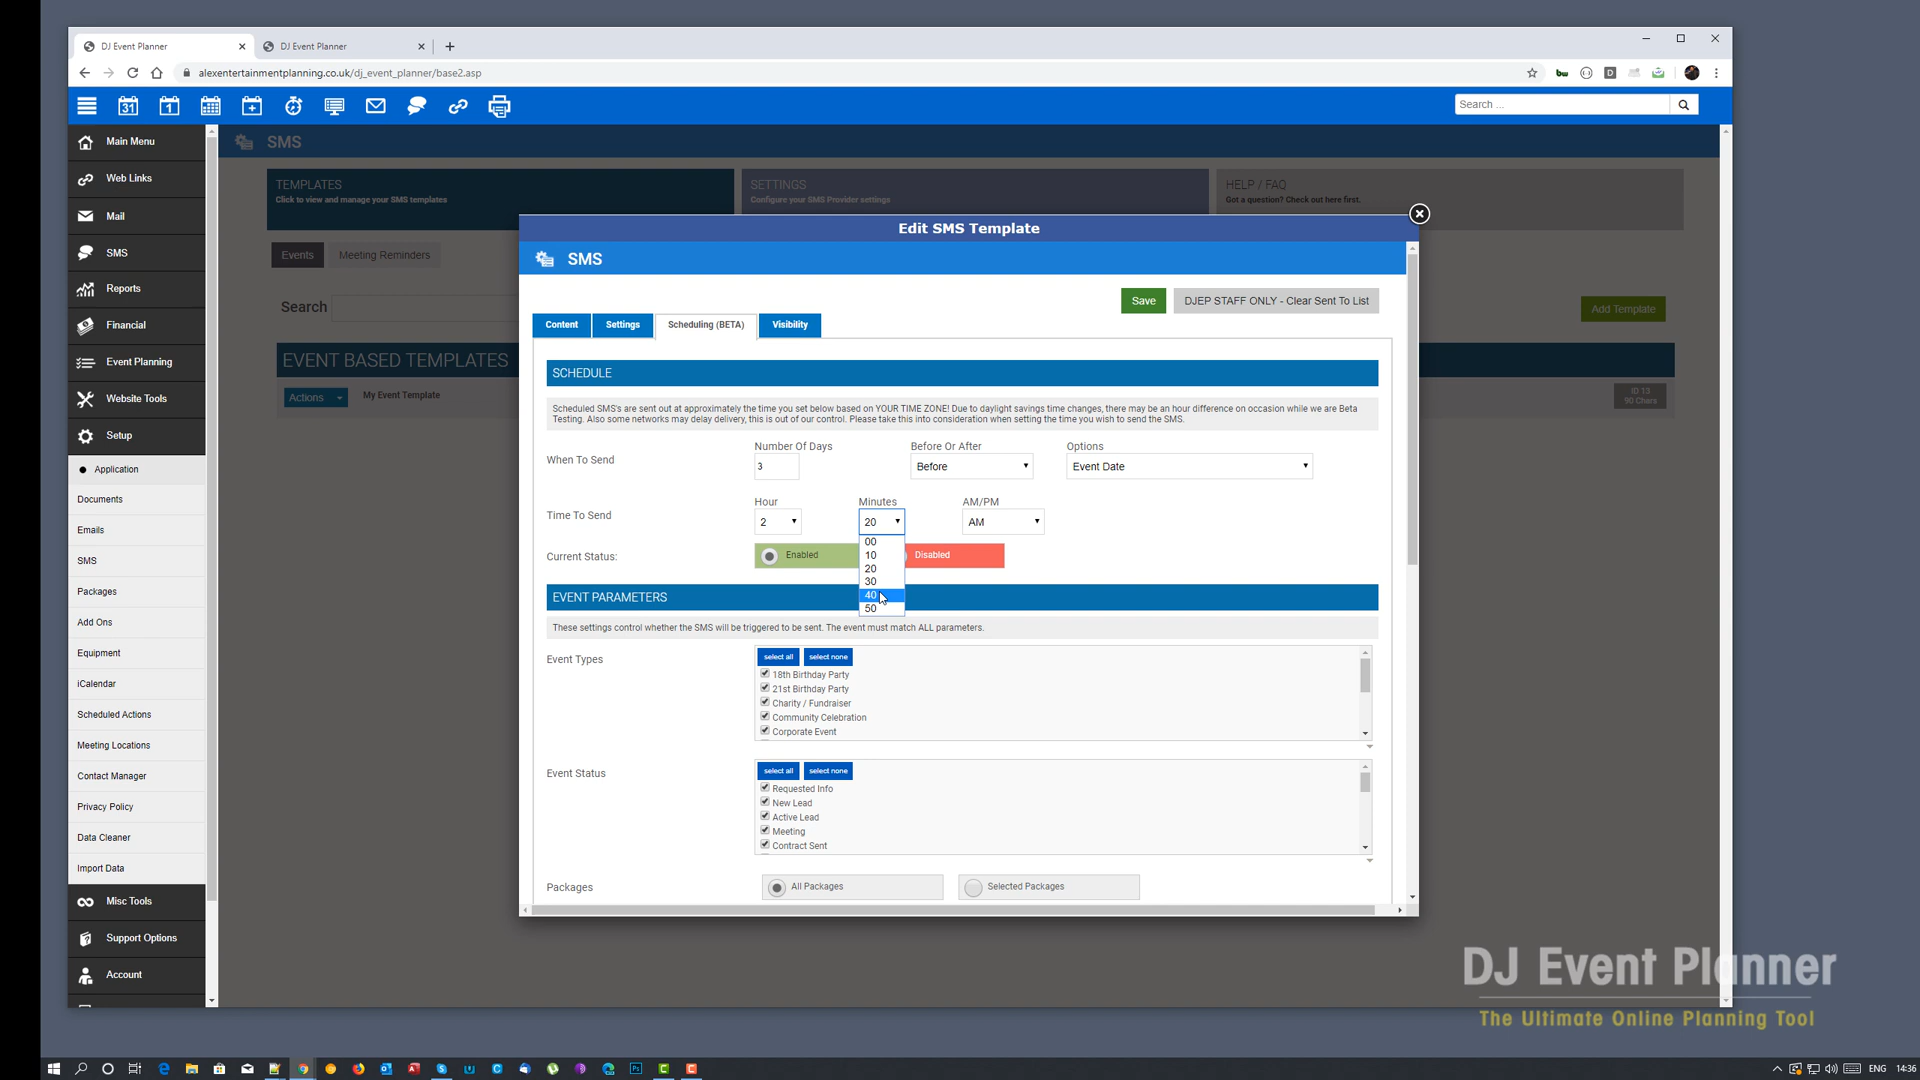 DJ Event Planner
DJ Event Planner
alexentertainmentplanning.co.uk/dj_event_planner/base2.asp
31
1
Search ...
Main Menu
Web Links
Mail
SMS
Reports
Financial
Event Planning
Website Tools
Setup
Application
Documents
Emails
SMS
Packages
Add Ons
Equipment
iCalendar
Scheduled Actions
Meeting Locations
Contact Manager
Privacy Policy
Data Cleaner
Import Data
Misc Tools
Support Options
Account
SMS
TEMPLATES
Click to view and manage your SMS templates
SETTINGS
Configure your SMS Provider settings
HELP / FAQ
Got a question? Check out here first.
Events
Meeting Reminders
Search
Add Template
EVENT BASED TEMPLATES
Actions
My Event Template
ID 13
90 Chars
Edit SMS Template
SMS
Save
DJEP STAFF ONLY - Clear Sent To List
Content
Settings
Scheduling (BETA)
Visibility
SCHEDULE
Scheduled SMS's are sent out at approximately the time you set below based on YOUR TIME ZONE! Due to daylight savings time changes, there may be an hour difference on occasion while we are Beta
Testing. Also some networks may delay delivery, this is out of our control. Please take this into consideration when setting the time you wish to send the SMS.
When To Send
Number Of Days
3
Before Or After
Before
Options
Event Date
Time To Send
Hour
2
Minutes
20
AM/PM
AM
00
10
20
30
40
50
Current Status:
Enabled
Disabled
EVENT PARAMETERS
These settings control whether the SMS will be triggered to be sent. The event must match ALL parameters.
Event Types
select all
select none
18th Birthday Party
21st Birthday Party
Charity / Fundraiser
Community Celebration
Corporate Event
Event Status
select all
select none
Requested Info
New Lead
Active Lead
Meeting
Contract Sent
Packages
All Packages
Selected Packages
DJ Event Planner
The Ultimate Online Planning Tool
ENG
14:36